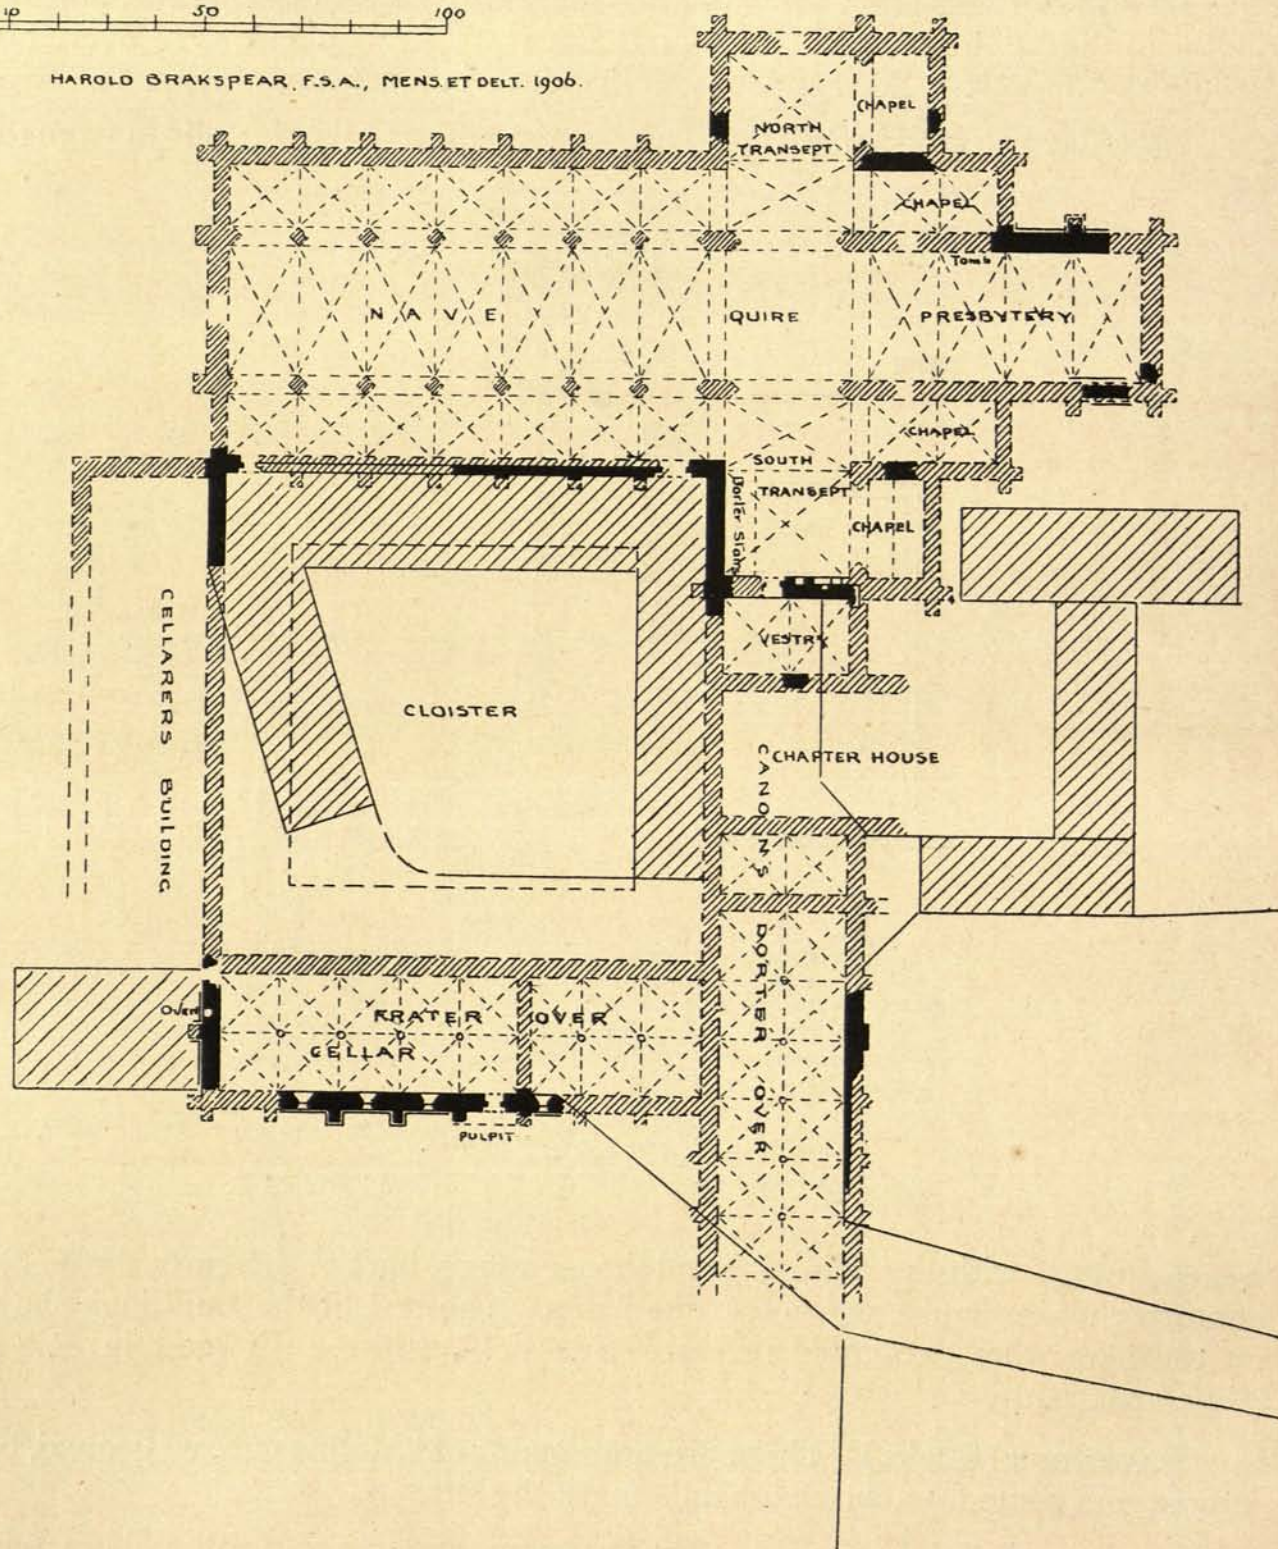 10 50 100
HAROLD BRAKSPEAR, F.S.A., MENS. ET DELT. 1906.
CHAPEL
NORTH
TRANSEPT
CHAPEL
Tomb
NAVE
QUIRE
PRESBYTERY
CHAPEL
SOUTH
TRANSEPT
Dorter Stairs
CHAPEL
CELLARERS BUILDING
VESTRY
CLOISTER
CHAPTER HOUSE
CANONS
DORTER OVER
Oven
FRATER OVER
CELLAR
PULPIT